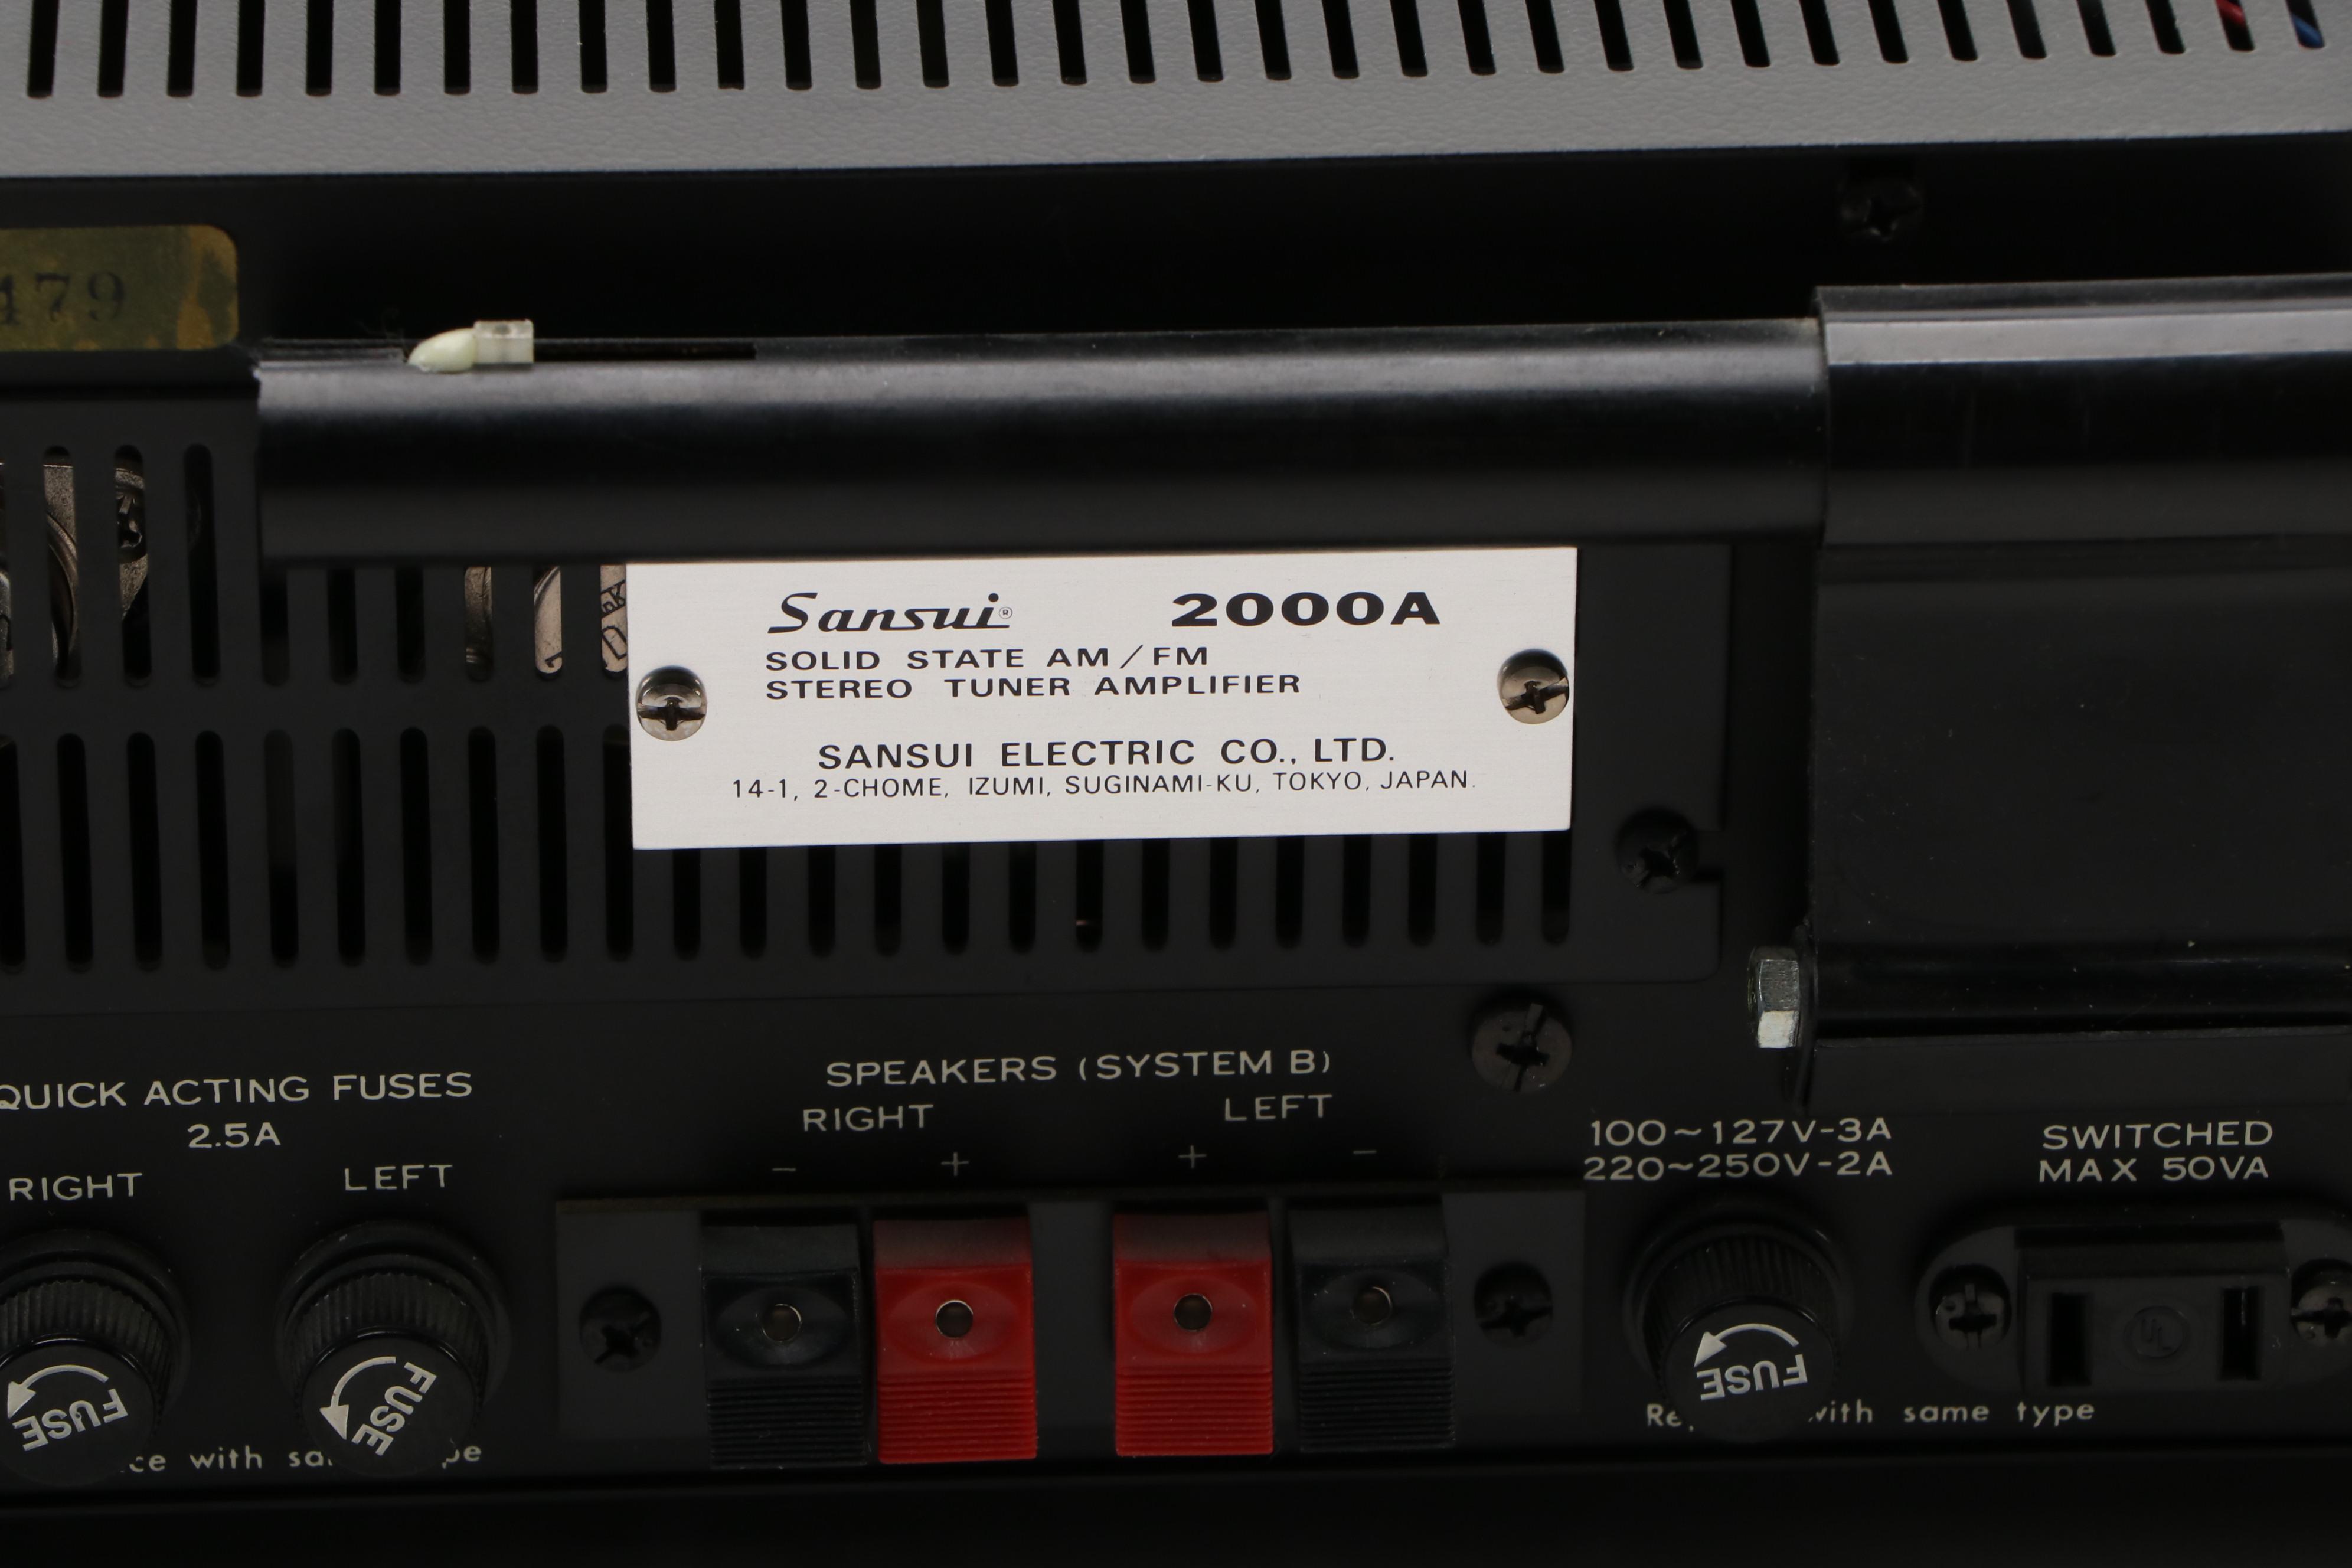 479
Sansui® 2000A
SOLID STATE AM/FM
STEREO TUNER AMPLIFIER
SANSUI ELECTRIC CO., LTD.
14-1, 2-CHOME, IZUMI, SUGINAMI-KU, TOKYO, JAPAN.
QUICK ACTING FUSES
2.5A
RIGHT LEFT
SPEAKERS (SYSTEM B)
RIGHT LEFT
- + + -
100~127V-3A
220~250V-2A
SWITCHED
MAX 50VA
FUSE
FUSE
FUSE
UL
with same type
with